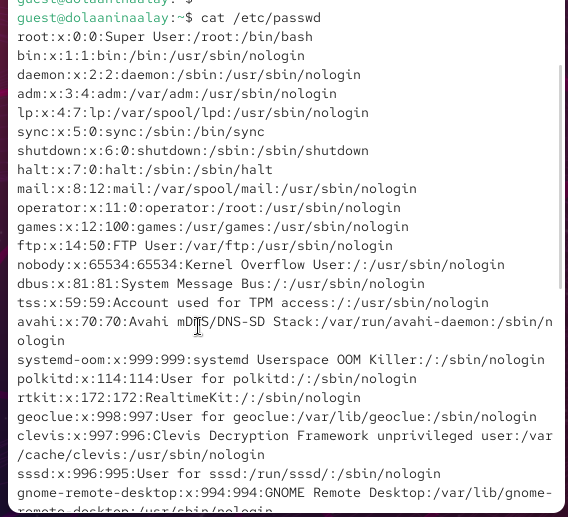 guest@dolaaninaalay:~$
guest@dolaaninaalay:~$ cat /etc/passwd
root:x:0:0:Super User:/root:/bin/bash
bin:x:1:1:bin:/bin:/usr/sbin/nologin
daemon:x:2:2:daemon:/sbin:/usr/sbin/nologin
adm:x:3:4:adm:/var/adm:/usr/sbin/nologin
lp:x:4:7:lp:/var/spool/lpd:/usr/sbin/nologin
sync:x:5:0:sync:/sbin:/bin/sync
shutdown:x:6:0:shutdown:/sbin:/sbin/shutdown
halt:x:7:0:halt:/sbin:/sbin/halt
mail:x:8:12:mail:/var/spool/mail:/usr/sbin/nologin
operator:x:11:0:operator:/root:/usr/sbin/nologin
games:x:12:100:games:/usr/games:/usr/sbin/nologin
ftp:x:14:50:FTP User:/var/ftp:/usr/sbin/nologin
nobody:x:65534:65534:Kernel Overflow User:/:/usr/sbin/nologin
dbus:x:81:81:System Message Bus:/:/usr/sbin/nologin
tss:x:59:59:Account used for TPM access:/:/usr/sbin/nologin
avahi:x:70:70:Avahi mDNS/DNS-SD Stack:/var/run/avahi-daemon:/sbin/n
ologin
systemd-oom:x:999:999:systemd Userspace OOM Killer:/:/sbin/nologin
polkitd:x:114:114:User for polkitd:/:/sbin/nologin
rtkit:x:172:172:RealtimeKit:/:/sbin/nologin
geoclue:x:998:997:User for geoclue:/var/lib/geoclue:/sbin/nologin
clevis:x:997:996:Clevis Decryption Framework unprivileged user:/var
/cache/clevis:/usr/sbin/nologin
sssd:x:996:995:User for sssd:/run/sssd/:/sbin/nologin
gnome-remote-desktop:x:994:994:GNOME Remote Desktop:/var/lib/gnome-
remote-desktop:/usr/sbin/nologin